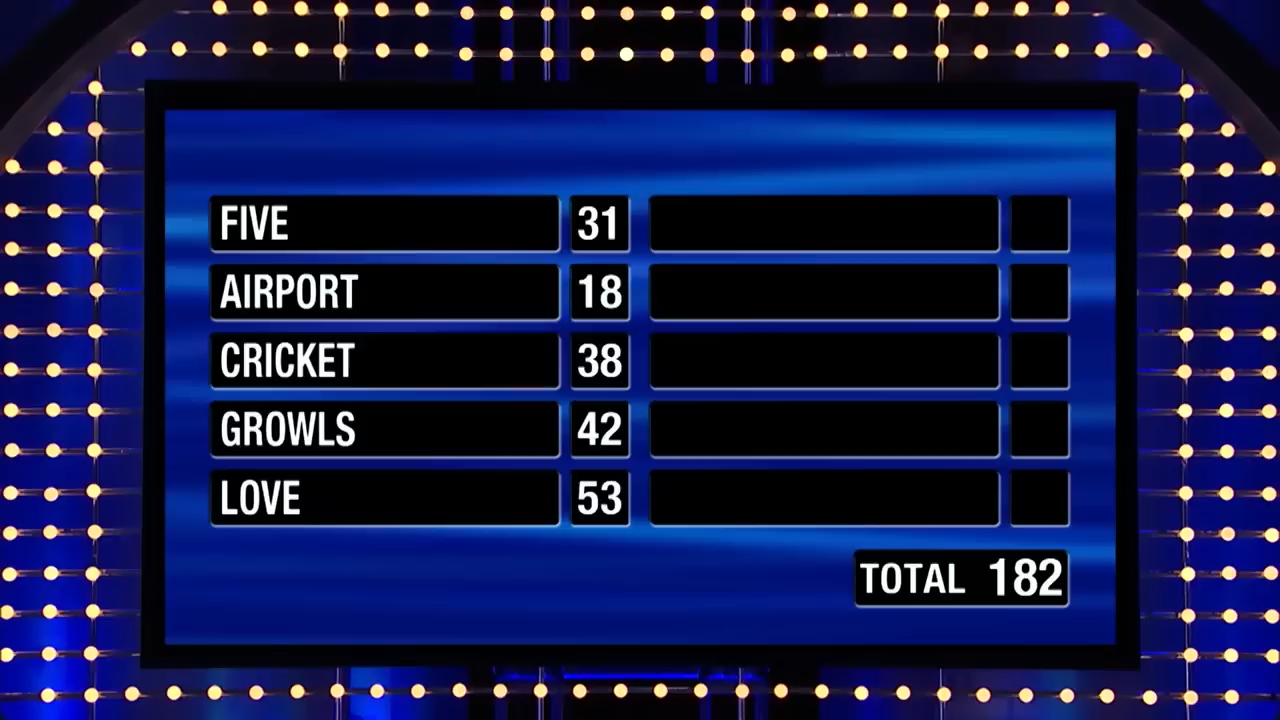 FIVE 31
AIRPORT 18
CRICKET 38
GROWLS 42
LOVE 53
TOTAL 182